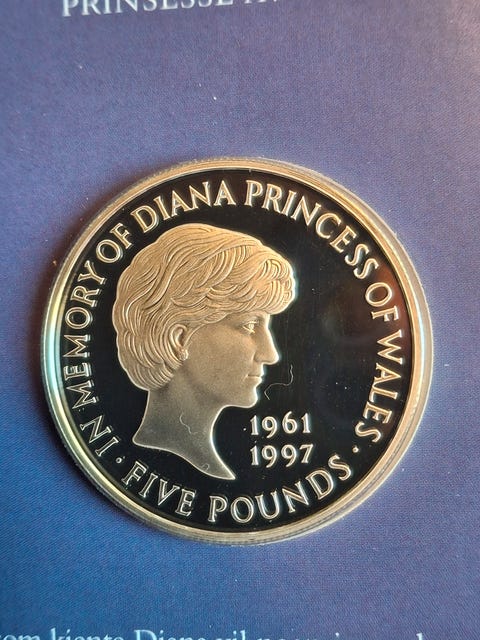 PRINSESSE
IN MEMORY OF DIANA PRINCESS OF WALES
1961
1997
· FIVE POUNDS ·